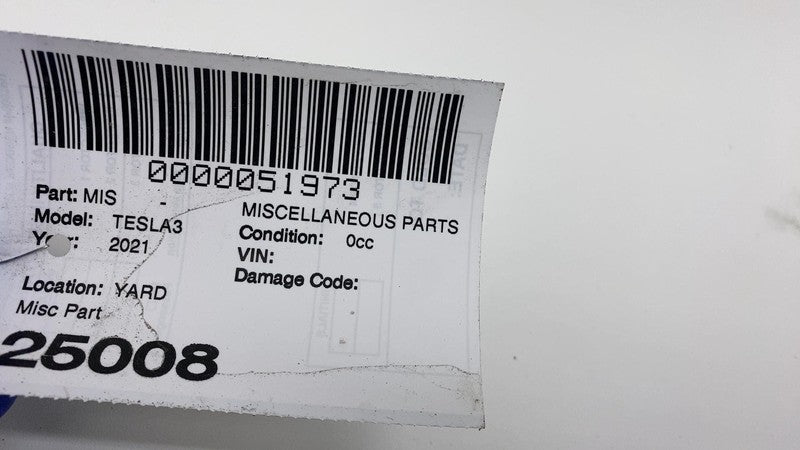 0000051973
Part: MIS - MISCELLANEOUS PARTS
Model: TESLA3 Condition: 0cc
2021 VIN:
Damage Code:
Location: YARD
Misc Part
25008